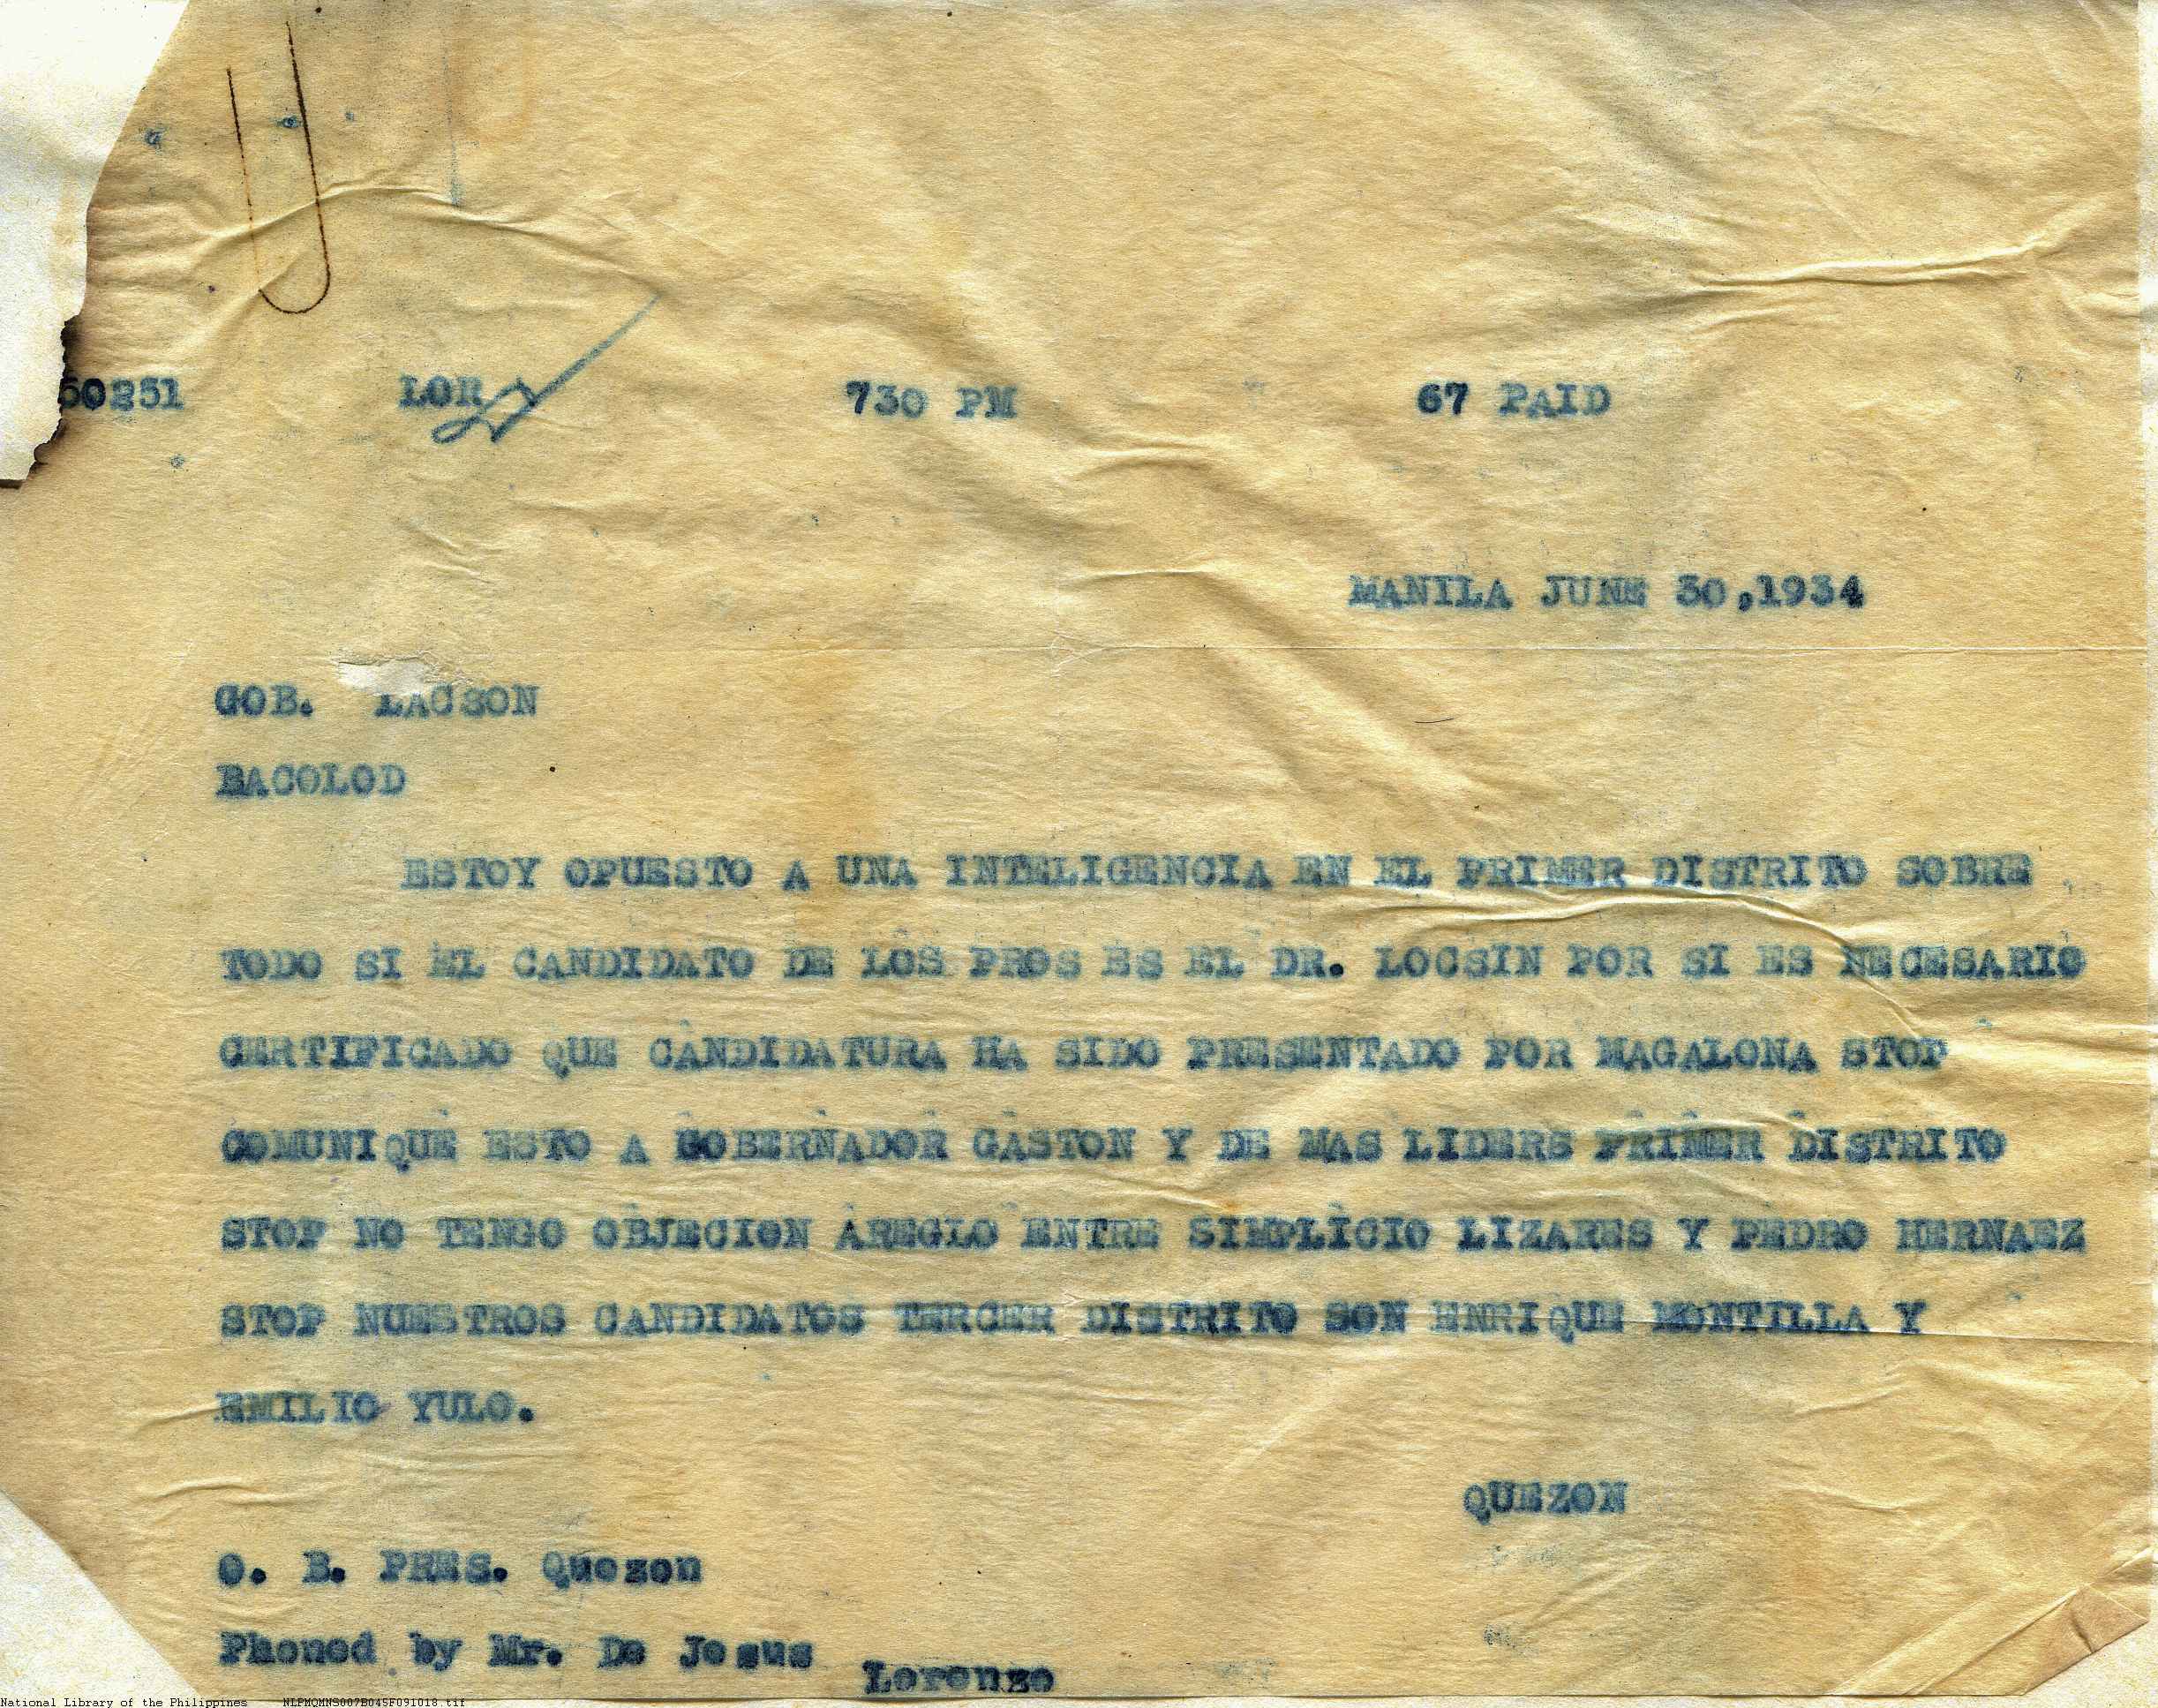 50251 LOR 730 PM 67 PAID
MANILA JUNE 30,1934
GOB. LACSON
BACOLOD
ESTOY OPUESTO A UNA INTELIGENCIA EN EL PRIMER DISTRITO SOBRE
TODO SI EL CANDIDATO DE LOS PROS ES EL DR. LOCSIN POR SI ES NECESARIO
CERTIFICADO QUE CANDIDATURA HA SIDO PRESENTADO POR MAGALONA STOP
COMUNIQUE ESTO A GOBERNADOR GASTON Y DE MAS LIDERS PRIMER DISTRITO
STOP NO TENGO OBJECION AREGLO ENTRE SIMPLICIO LIZARES Y PEDRO HERNAEZ
STOP NUESTROS CANDIDATOS TERCER DISTRITO SON ENRIQUE MONTILLA Y
EMILIO YULO.
QUEZON
O. B. PRES. Quezon
Phoned by Mr. De Jesus
Lorenzo
National Library of the Philippines NLPMQMNS007B045F091018.tif